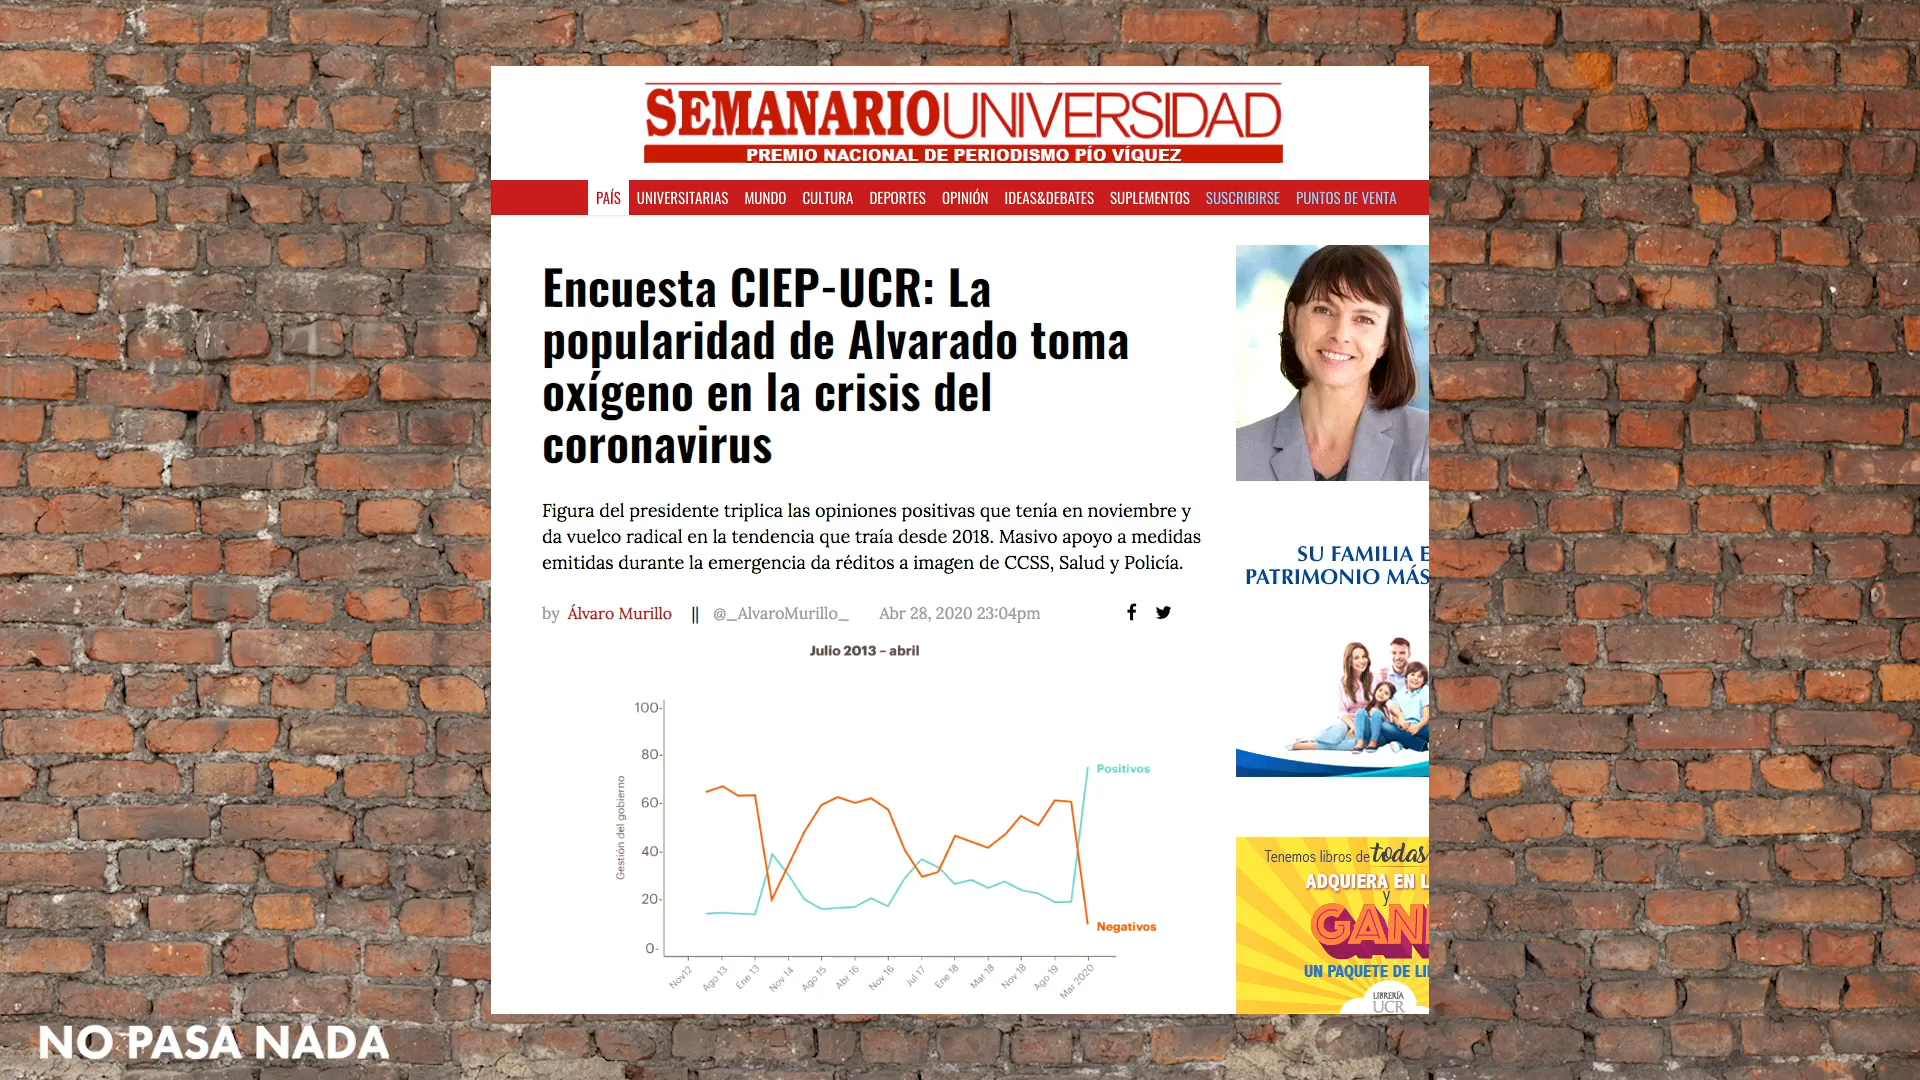 SEMANARIO UNIVERSIDAD
PREMIO NACIONAL DE PERIODISMO PÍO VÍQUEZ
PAÍS UNIVERSITARIAS MUNDO CULTURA DEPORTES OPINIÓN IDEAS&DEBATES SUPLEMENTOS SUSCRIBIRSE PUNTOS DE VENTA
Encuesta CIEP-UCR: La
popularidad de Alvarado toma
oxígeno en la crisis del
coronavirus
Figura del presidente triplica las opiniones positivas que tenía en noviembre y
da vuelco radical en la tendencia que traía desde 2018. Masivo apoyo a medidas
emitidas durante la emergencia da réditos a imagen de CCSS, Salud y Policía.
by Álvaro Murillo || @_AlvaroMurillo_ Abr 28, 2020 23:04pm
Julio 2013 – abril
Gestión del gobierno
100-
80-
60-
40-
20-
0-
Positivos
Negativos
Nov12 Ago 13 Ene 13 Nov 14 Ago 15 Abr 16 Nov 16 Jul 17 Ene 18 Mar 18 Nov 18 Ago 19 Mar 2020
SU FAMILIA E
PATRIMONIO MÁS
Tenemos libros de todas
ADQUIERA EN L
y
GAN
UN PAQUETE DE LI
LIBRERÍA
UCR
NO PASA NADA